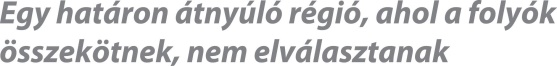 Egy határon átnyúló régió, ahol a folyók
összekötnek, nem elválasztanak